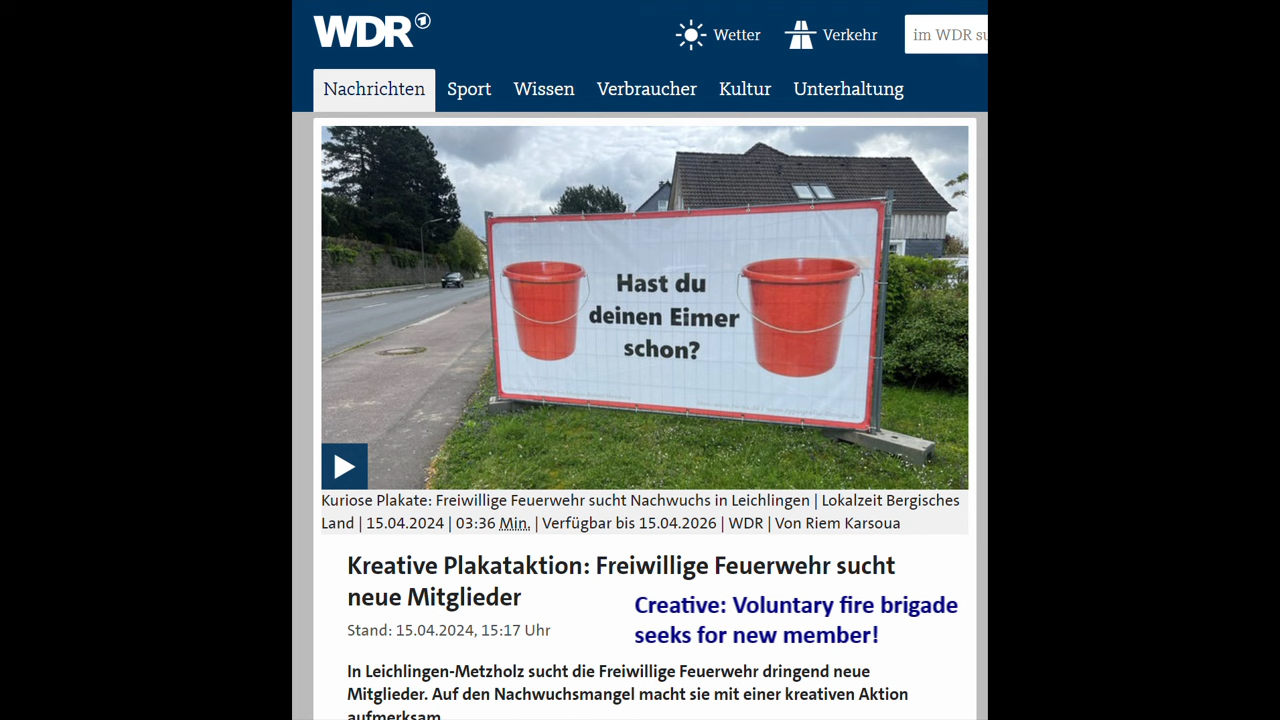 WDR
Wetter
Verkehr
im WDR su
Nachrichten
Sport
Wissen
Verbraucher
Kultur
Unterhaltung
Hast du
deinen Eimer
schon?
Kuriose Plakate: Freiwillige Feuerwehr sucht Nachwuchs in Leichlingen | Lokalzeit Bergisches
Land | 15.04.2024 | 03:36 Min. | Verfügbar bis 15.04.2026 | WDR | Von Riem Karsoua
Kreative Plakataktion: Freiwillige Feuerwehr sucht
neue Mitglieder
Creative: Voluntary fire brigade
seeks for new member!
Stand: 15.04.2024, 15:17 Uhr
In Leichlingen-Metzholz sucht die Freiwillige Feuerwehr dringend neue
Mitglieder. Auf den Nachwuchsmangel macht sie mit einer kreativen Aktion
aufmerksam